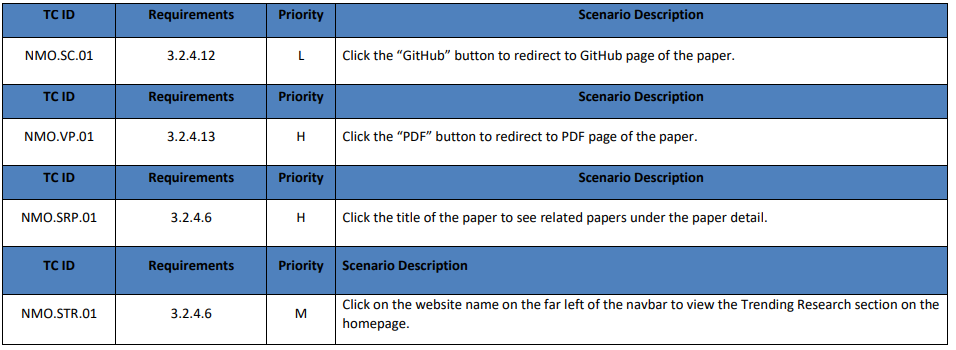 TC ID Requirements Priority Scenario Description
NMO.SC.01 3.2.4.12 L Click the “GitHub” button to redirect to GitHub page of the paper.
TC ID Requirements Priority Scenario Description
NMO.VP.01 3.2.4.13 H Click the “PDF” button to redirect to PDF page of the paper.
TC ID Requirements Priority Scenario Description
NMO.SRP.01 3.2.4.6 H Click the title of the paper to see related papers under the paper detail.
TC ID Requirements Priority Scenario Description
NMO.STR.01 3.2.4.6 M Click on the website name on the far left of the navbar to view the Trending Research section on the
homepage.